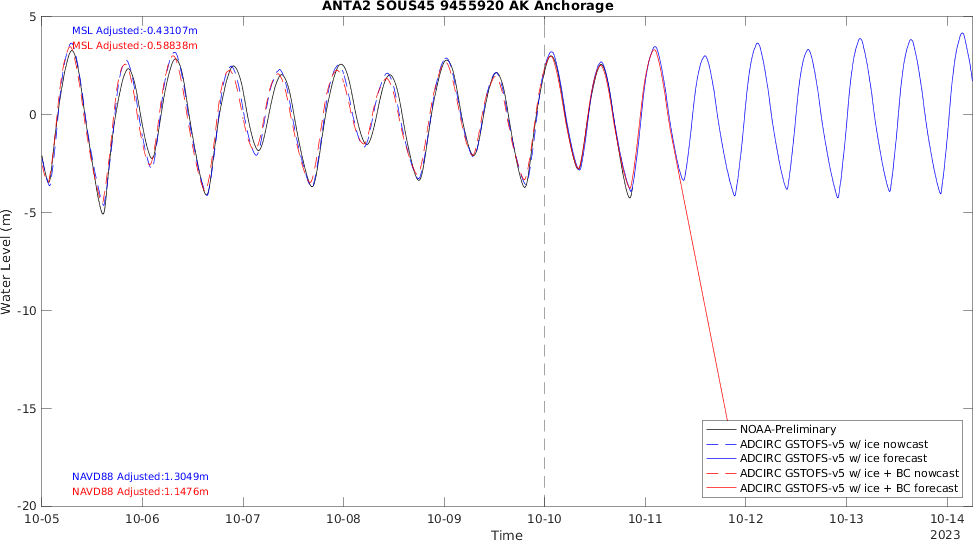 ANTA2 SOUS45 9455920 AK Anchorage
MSL Adjusted:-0.43107m
MSL Adjusted:-0.58838m
5
0
-5
-10
-15
-20
Water Level (m)
NAVD88 Adjusted:1.3049m
NAVD88 Adjusted:1.1476m
NOAA-Preliminary
ADCIRC GSTOFS-v5 w/ ice nowcast
ADCIRC GSTOFS-v5 w/ ice forecast
ADCIRC GSTOFS-v5 w/ ice + BC nowcast
ADCIRC GSTOFS-v5 w/ ice + BC forecast
10-05 10-06 10-07 10-08 10-09 10-10 10-11 10-12 10-13 10-14
Time
2023